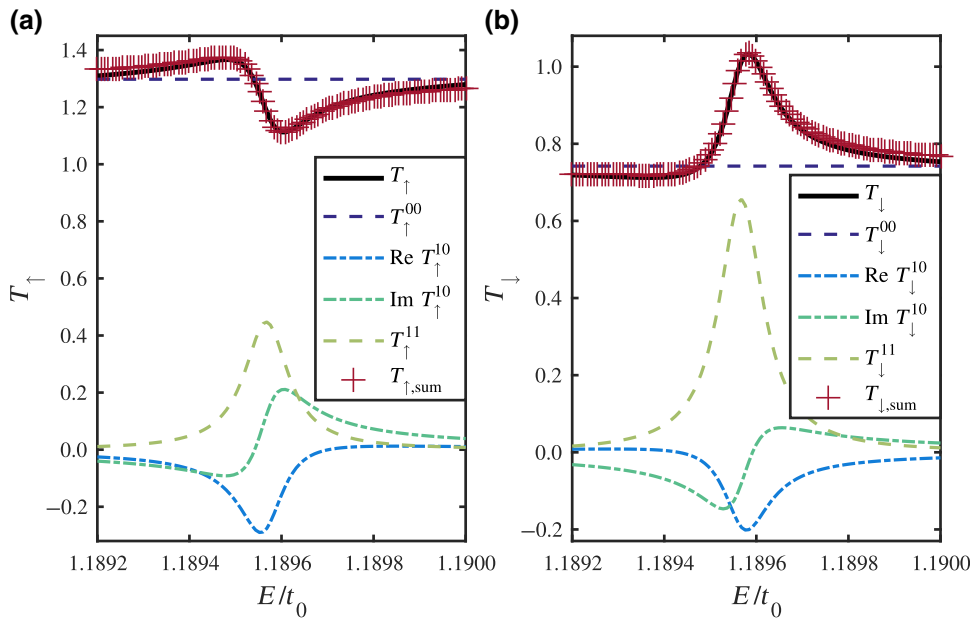 (a)
1.4
1.2
1.0
0.8
0.6
0.4
0.2
0.0
−0.2
T↑
T↑
T↑^00
Re T↑^10
Im T↑^10
T↑^11
T↑,sum
1.1892 1.1894 1.1896 1.1898 1.1900
E/t_0
(b)
1.0
0.8
0.6
0.4
0.2
0.0
−0.2
T↓
T↓
T↓^00
Re T↓^10
Im T↓^10
T↓^11
T↓,sum
1.1892 1.1894 1.1896 1.1898 1.1900
E/t_0